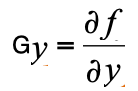 Gy = ∂f/∂y